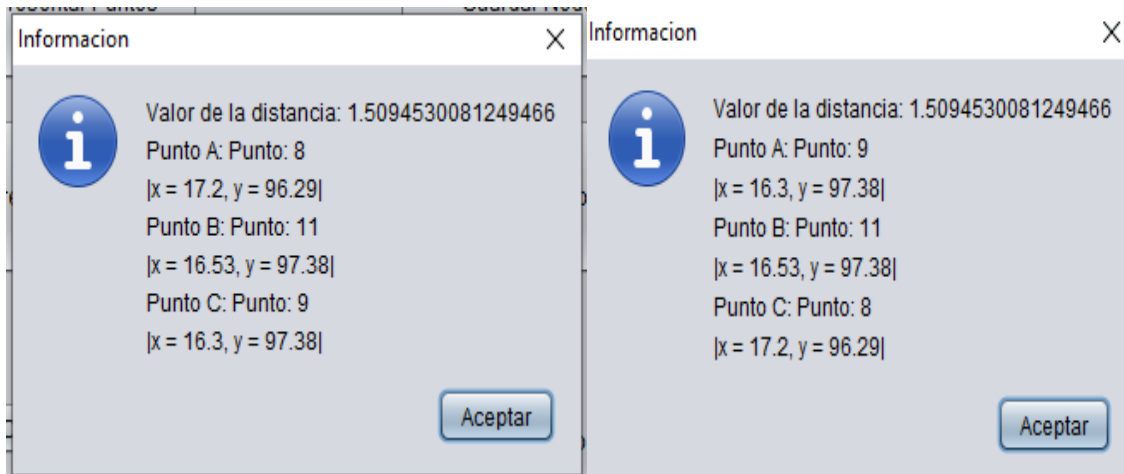 Informacion
Valor de la distancia: 1.5094530081249466
Punto A: Punto: 8
|x = 17.2, y = 96.29|
Punto B: Punto: 11
|x = 16.53, y = 97.38|
Punto C: Punto: 9
|x = 16.3, y = 97.38|
Aceptar
Informacion
Valor de la distancia: 1.5094530081249466
Punto A: Punto: 9
|x = 16.3, y = 97.38|
Punto B: Punto: 11
|x = 16.53, y = 97.38|
Punto C: Punto: 8
|x = 17.2, y = 96.29|
Aceptar